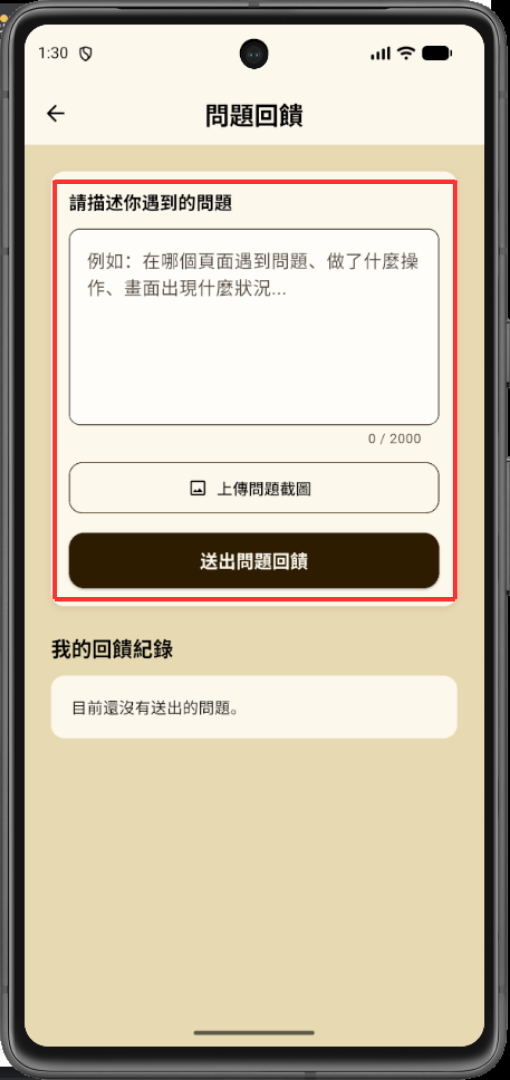 1:30
問題回饋
請描述你遇到的問題
例如：在哪個頁面遇到問題、做了什麼操
作、畫面出現什麼狀況...
0 / 2000
上傳問題截圖
送出問題回饋
我的回饋紀錄
目前還沒有送出的問題。